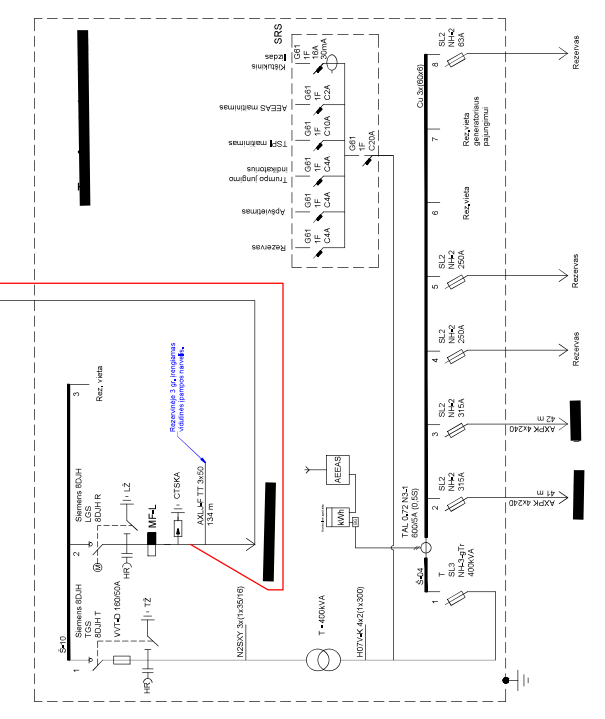 SRS
G61
1F
16A
30mA
Kištukinis
lizdas
G61
1F
C2A
AEEAS maitinimas
G61
1F
C10A
TSPĮ maitinimas
G61
1F
C4A
Trumpo jungimo
indikatorius
G61
1F
C4A
Apšvietimas
G61
1F
C4A
Rezervas
G61
1F
C20A
Cu 3x(60x6)
8
SL2
NH-2
63A
Rezervas
7
Rez.vieta
generatoriaus
pajungimui
6
Rez.vieta
5
SL2
NH-2
250A
Rezervas
4
SL2
NH-2
250A
Rezervas
3
SL2
NH-2
315A
AXPK 4x240
42 m
2
SL2
NH-2
315A
AXPK 4x240
41 m
1
T
SL3
NH-3-gTr
400kVA
Š-04
TAL 0.72 N3-1
600/5A (0,5S)
AEEAS
kWh
3
Rez. vieta
Rezervinėje 3 gr. įrengiamas
vidutinės įtampos narvelis.
2
Siemens 8DJH
LGS
8DJH R
M
LŽ
HR
MF-L
CTSKA
AXLJ-F TT 3x50
134 m
Š-10
1
Siemens 8DJH
TGS
8DJH T
VVT-D 160/50A
TŽ
HR
N2SXY 3x(1x35/16)
T - 400kVA
H07V-K 4x2(1x300)